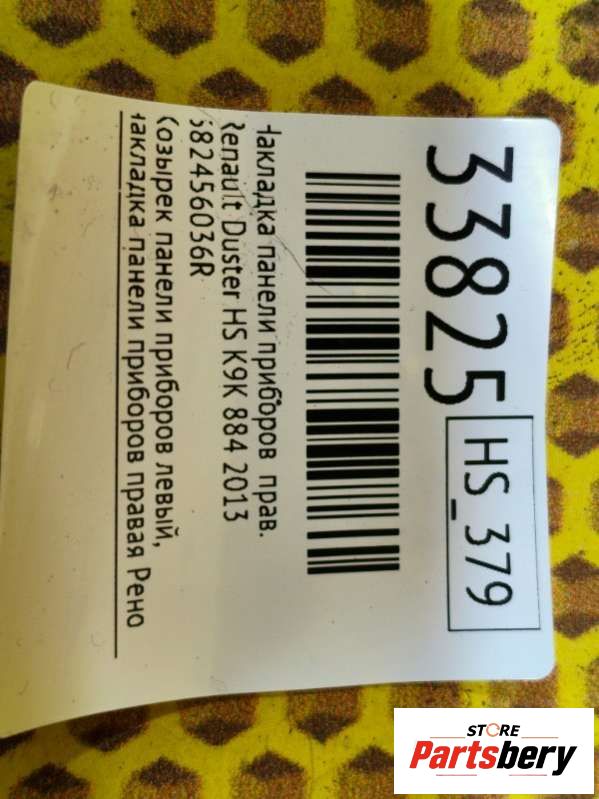 33825
HS_379
Накладка панели приборов прав.
Renault Duster HS K9K 884 2013
682456036R
Козырек панели приборов левый,
накладка панели приборов правая Рено
STORE
Partsbery